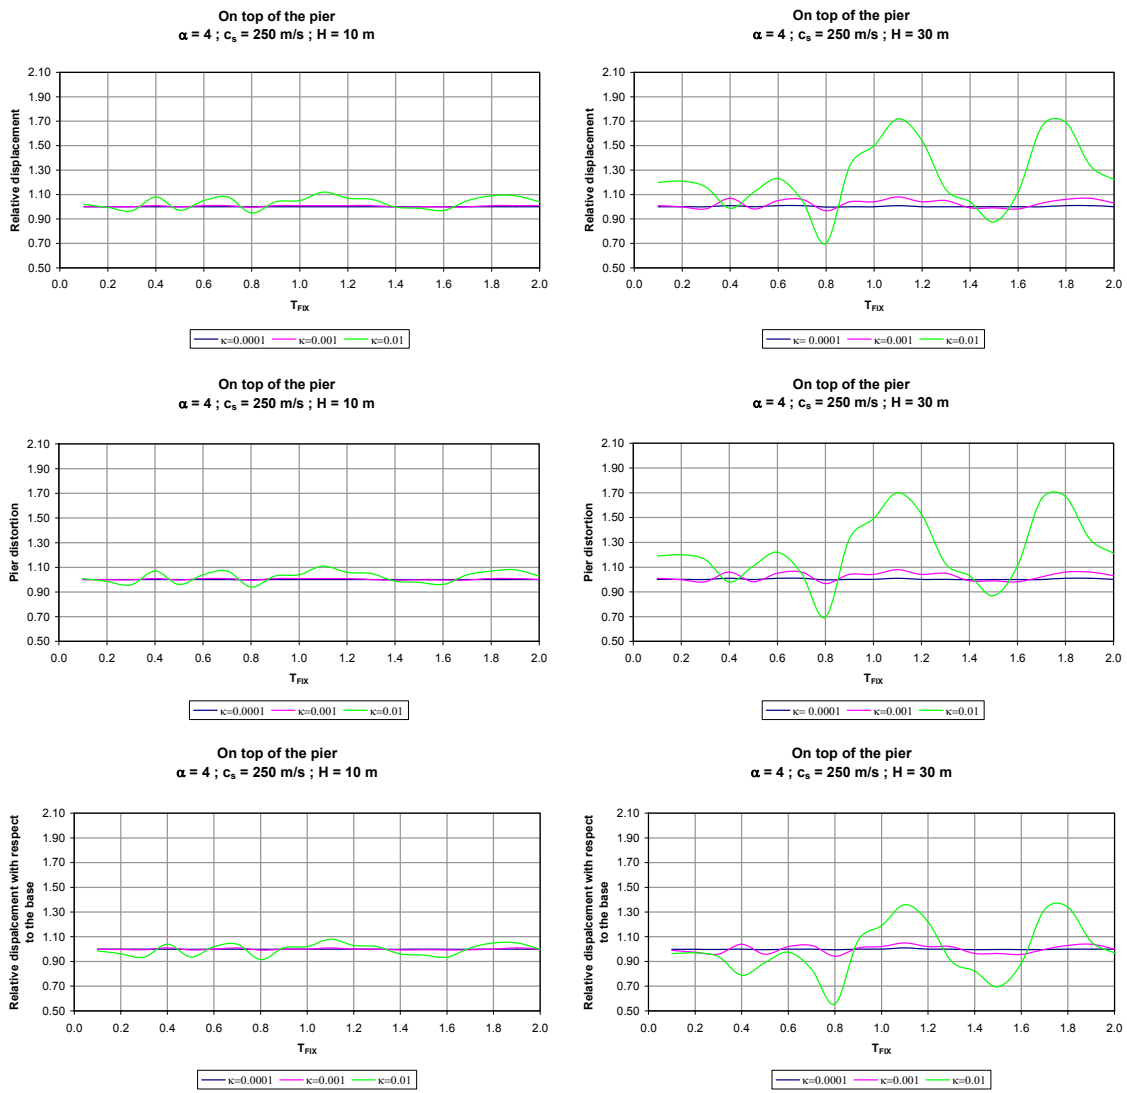 On top of the pier
α = 4 ; cs = 250 m/s ; H = 10 m
Relative displacement
2.10
1.90
1.70
1.50
1.30
1.10
0.90
0.70
0.50
0.0 0.2 0.4 0.6 0.8 1.0 1.2 1.4 1.6 1.8 2.0
TFIX
κ=0.0001 κ=0.001 κ=0.01
On top of the pier
α = 4 ; cs = 250 m/s ; H = 30 m
Relative displacement
2.10
1.90
1.70
1.50
1.30
1.10
0.90
0.70
0.50
0.0 0.2 0.4 0.6 0.8 1.0 1.2 1.4 1.6 1.8 2.0
TFIX
κ= 0.0001 κ=0.001 κ=0.01
On top of the pier
α = 4 ; cs = 250 m/s ; H = 10 m
Pier distortion
2.10
1.90
1.70
1.50
1.30
1.10
0.90
0.70
0.50
0.0 0.2 0.4 0.6 0.8 1.0 1.2 1.4 1.6 1.8 2.0
TFIX
κ=0.0001 κ=0.001 κ=0.01
On top of the pier
α = 4 ; cs = 250 m/s ; H = 30 m
Pier distortion
2.10
1.90
1.70
1.50
1.30
1.10
0.90
0.70
0.50
0.0 0.2 0.4 0.6 0.8 1.0 1.2 1.4 1.6 1.8 2.0
TFIX
κ= 0.0001 κ=0.001 κ=0.01
On top of the pier
α = 4 ; cs = 250 m/s ; H = 10 m
Relative dispalcement with respect
to the base
2.10
1.90
1.70
1.50
1.30
1.10
0.90
0.70
0.50
0.0 0.2 0.4 0.6 0.8 1.0 1.2 1.4 1.6 1.8 2.0
TFIX
κ=0.0001 κ=0.001 κ=0.01
On top of the pier
α = 4 ; cs = 250 m/s ; H = 30 m
Relative displacement with respect
to the base
2.10
1.90
1.70
1.50
1.30
1.10
0.90
0.70
0.50
0.0 0.2 0.4 0.6 0.8 1.0 1.2 1.4 1.6 1.8 2.0
TFIX
κ=0.0001 κ=0.001 κ=0.01